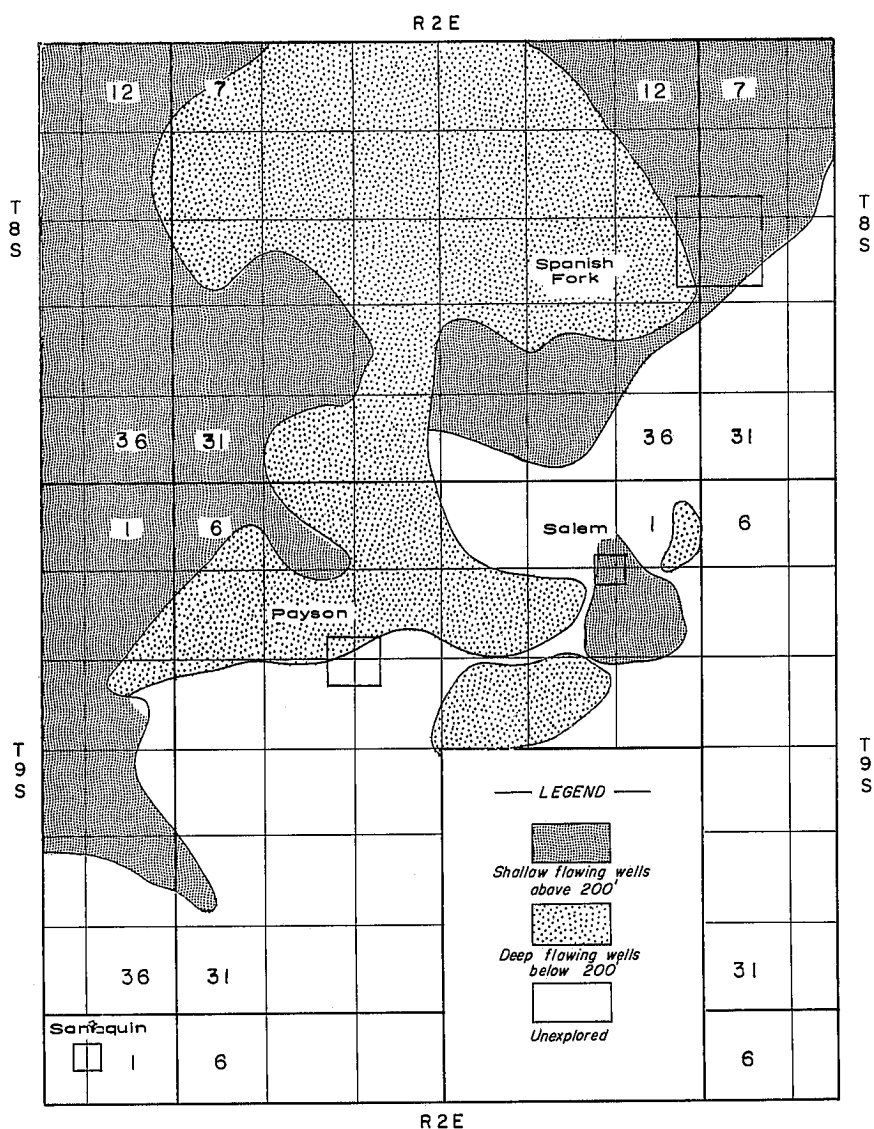 R2E
12
7
12
7
T
8
S
T
8
S
Spanish
Fork
36
31
36
31
1
6
Salem
1
6
Payson
T
9
S
T
9
S
LEGEND
Shallow flowing wells
above 200'
Deep flowing wells
below 200'
Unexplored
36
31
31
1
6
6
R2E